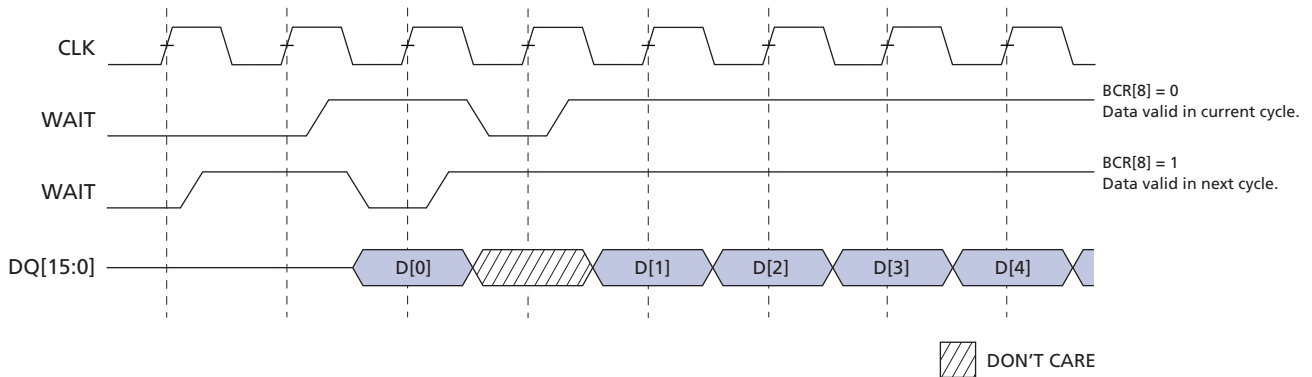 CLK
WAIT
BCR[8] = 0
Data valid in current cycle.
WAIT
BCR[8] = 1
Data valid in next cycle.
DQ[15:0]
D[0]
D[1]
D[2]
D[3]
D[4]
DON'T CARE